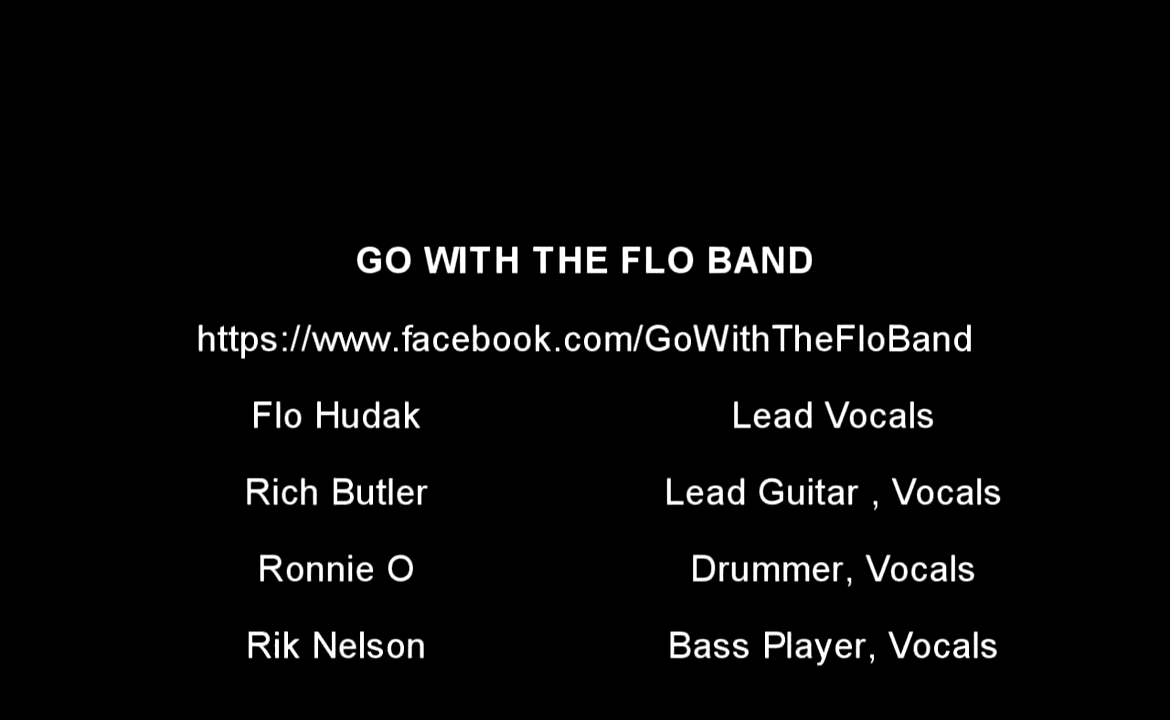 GO WITH THE FLO BAND
https://www.facebook.com/GoWithTheFloBand
Flo Hudak Lead Vocals
Rich Butler Lead Guitar , Vocals
Ronnie O Drummer, Vocals
Rik Nelson Bass Player, Vocals